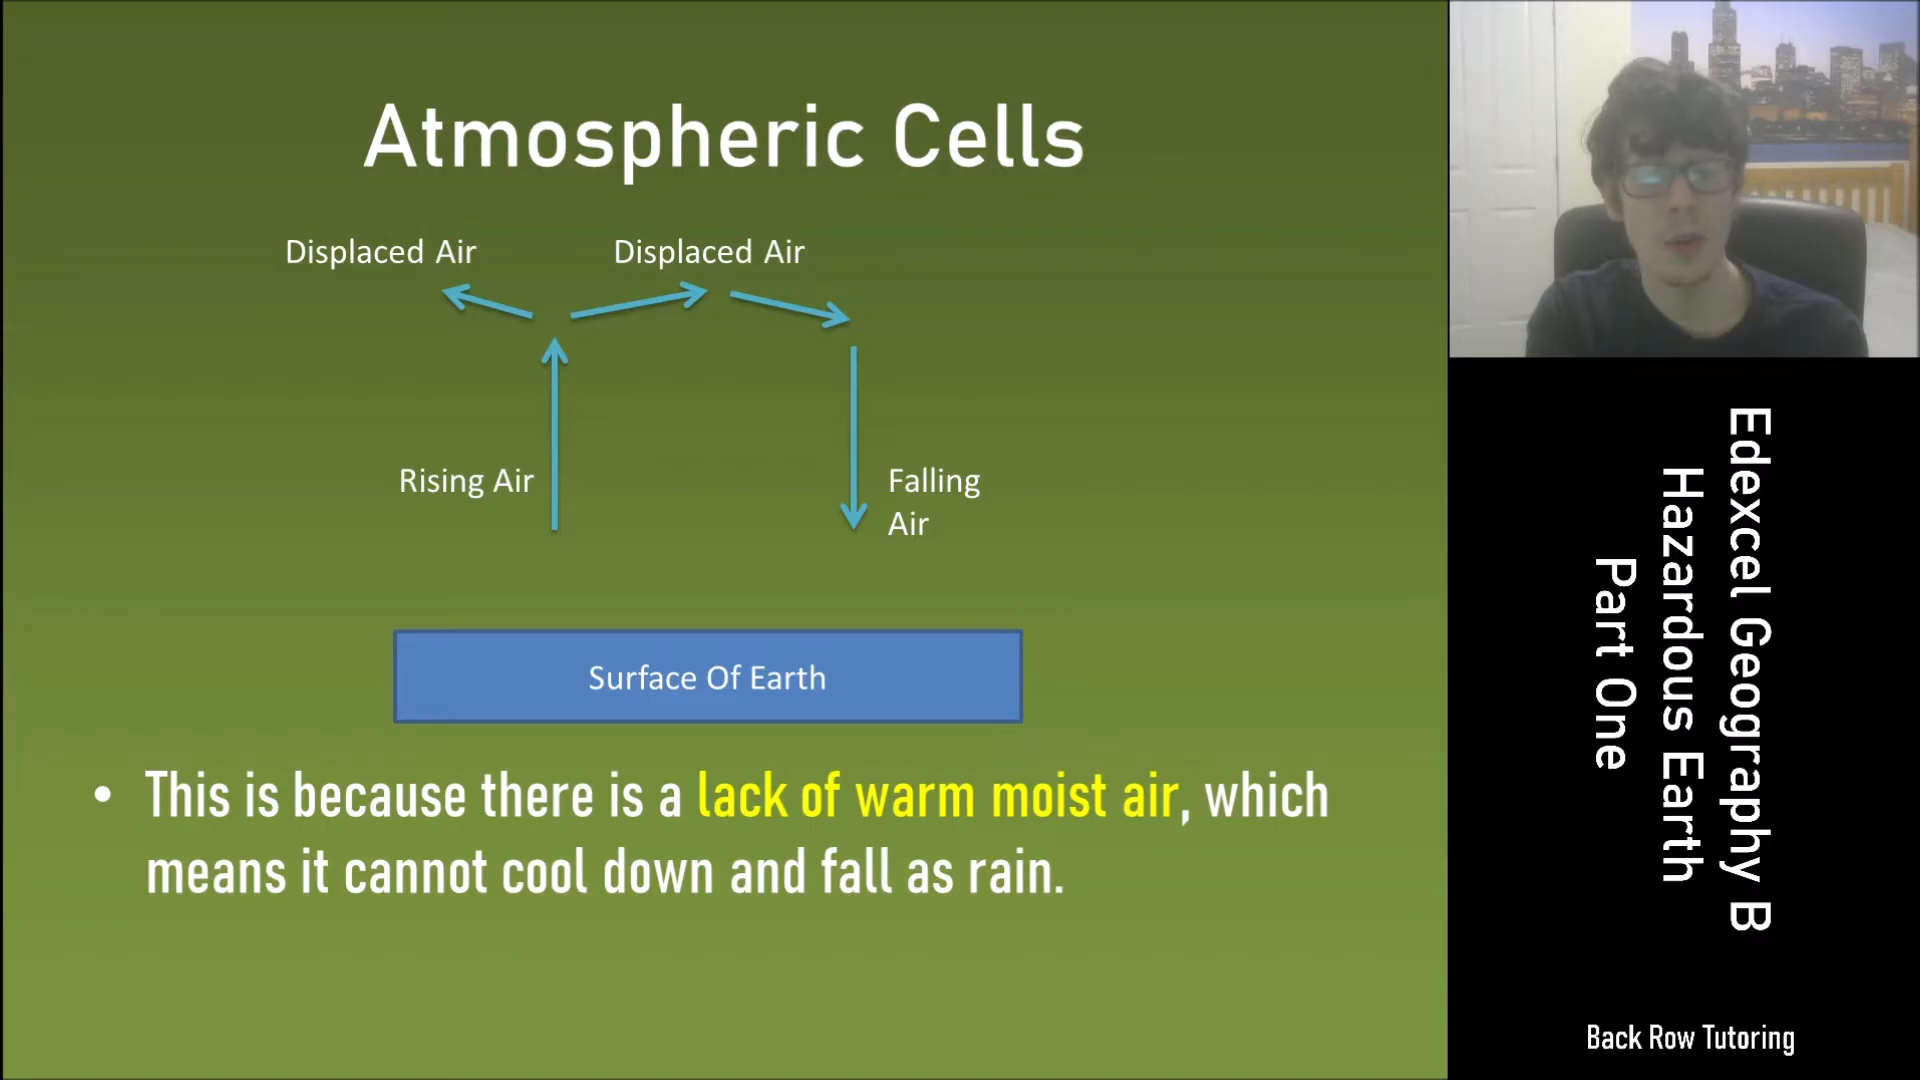 Atmospheric Cells
Displaced Air
Displaced Air
Rising Air
Falling
Air
Surface Of Earth
• This is because there is a lack of warm moist air, which
means it cannot cool down and fall as rain.
Edexcel Geography B
Hazardous Earth
Part One
Back Row Tutoring